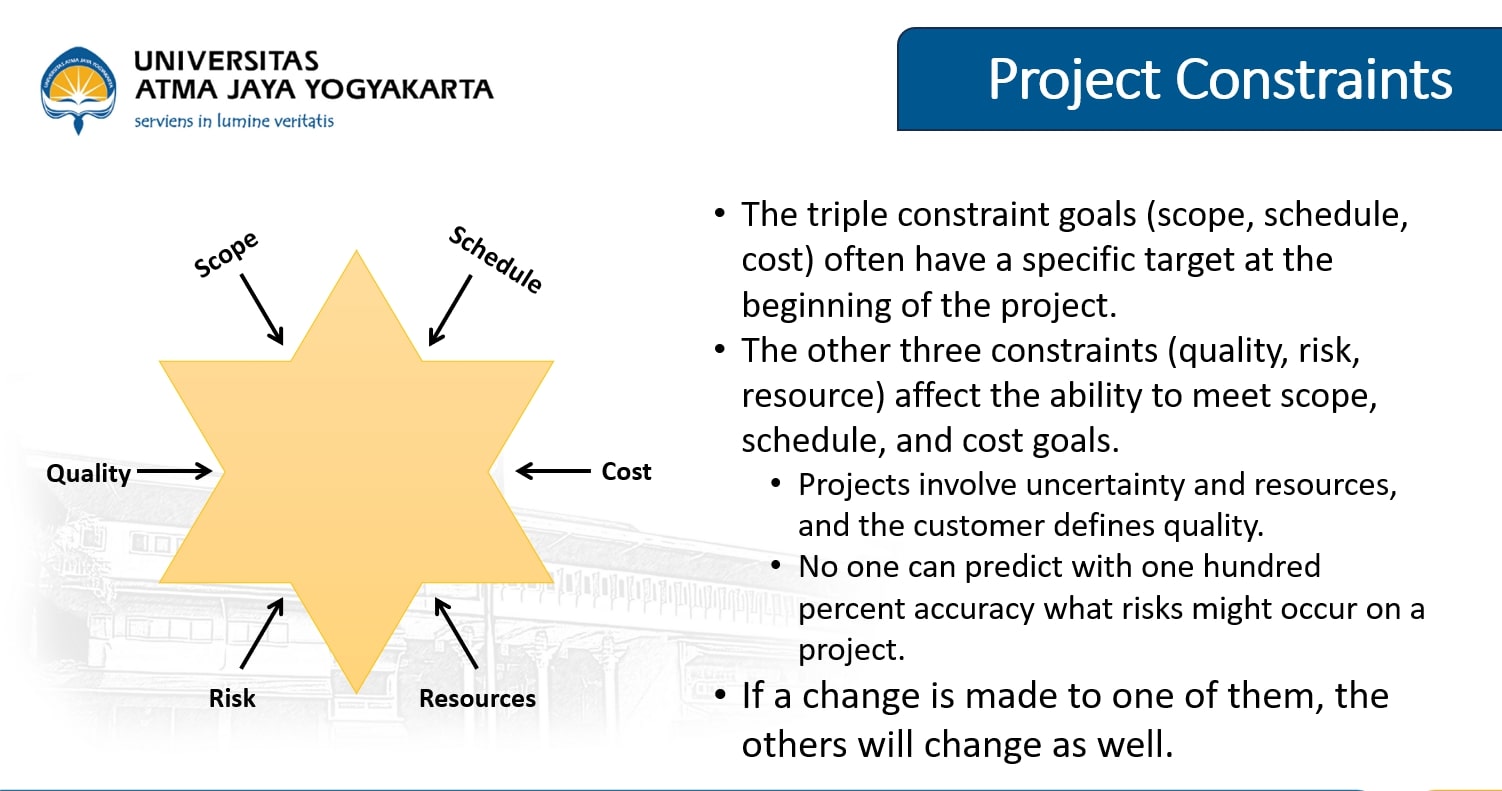 UNIVERSITAS
ATMA JAYA YOGYAKARTA
serviens in lumine veritatis
Project Constraints
Scope
Schedule
Quality
Cost
Risk
Resources
• The triple constraint goals (scope, schedule,
cost) often have a specific target at the
beginning of the project.
• The other three constraints (quality, risk,
resource) affect the ability to meet scope,
schedule, and cost goals.
• Projects involve uncertainty and resources,
and the customer defines quality.
• No one can predict with one hundred
percent accuracy what risks might occur on a
project.
• If a change is made to one of them, the
others will change as well.